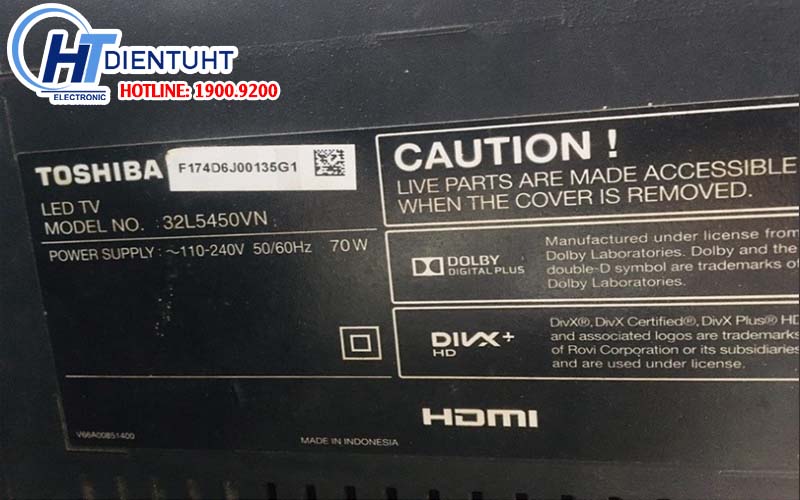 HT DIENTUHT
ELECTRONIC
HOTLINE: 1900.9200
TOSHIBA F174D6J00135G1
LED TV
MODEL NO. : 32L5450VN
POWER SUPPLY : ~110-240V 50/60Hz 70W
CAUTION !
LIVE PARTS ARE MADE ACCESSIBLE
WHEN THE COVER IS REMOVED.
DOLBY
DIGITAL PLUS
Manufactured under license from
Dolby Laboratories. Dolby and the
double-D symbol are trademarks of
Dolby Laboratories.
DIVX+
HD
DivX®, DivX Certified®, DivX Plus® HD
and associated logos are trademarks
of Rovi Corporation or its subsidiaries
and are used under license.
HDMI
V66A00851400
MADE IN INDONESIA